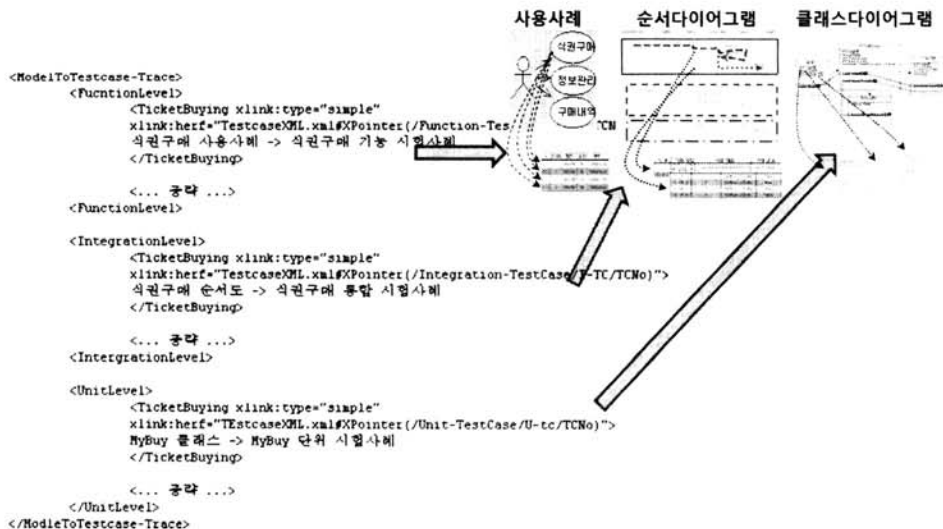 사용사례 순서다이어그램 클래스다이어그램
식권구매
정보관리
구매내역
<ModelToTestcase-Trace>
<FucntionLevel>
<TicketBuying xlink:type="simple"
xlink:herf="TestcaseXML.xml#XPointer(/Function-Tes TCN
식권구매 사용사례 -> 식권구매 기능 시험사례
</TicketBuying>
<... 중략 ...>
<FunctionLevel>
<IntegrationLevel>
<TicketBuying xlink:type="simple"
xlink:herf="TestcaseXML.xml#XPointer(/Integration-TestCase/I-TC/TCNo)">
식권구매 순서도 -> 식권구매 통합 시험사례
</TicketBuying>
<... 중략 ...>
<IntergrationLevel>
<UnitLevel>
<TicketBuying xlink:type="simple"
xlink:herf="TEstcaseXML.xml#XPointer(/Unit-TestCase/U-tc/TCNo)">
MyBuy 클래스 -> MyBuy 단위 시험사례
</TicketBuying>
<... 중략 ...>
</UnitLevel>
</ModleToTestcase-Trace>